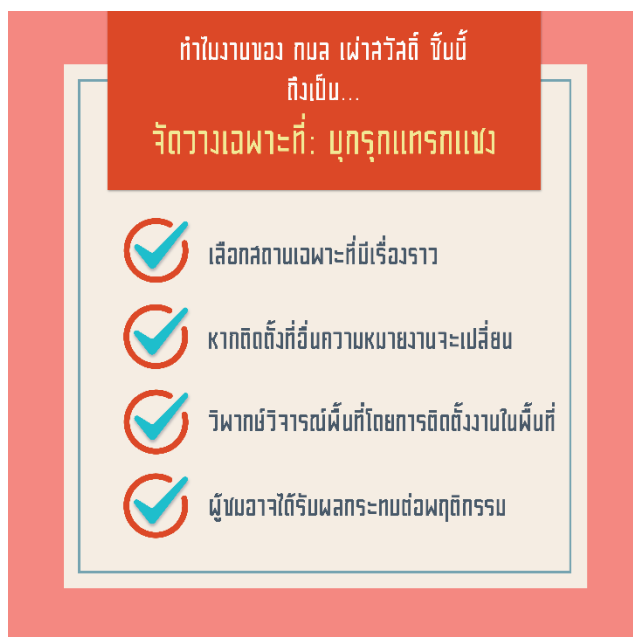 ทำไมงานของ กมล เผ่าสวัสดิ์ ชิ้นนี้
ถึงเป็น...
จัดวางเฉพาะที่: บุกรุกแทรกแซง
เลือกสถานเฉพาะที่มีเรื่องราว
หากติดตั้งที่อื่นความหมายงานจะเปลี่ยน
วิพากษ์วิจารณ์พื้นที่โดยการติดตั้งงานในพื้นที่
ผู้ชมอาจได้รับผลกระทบต่อพฤติกรรม